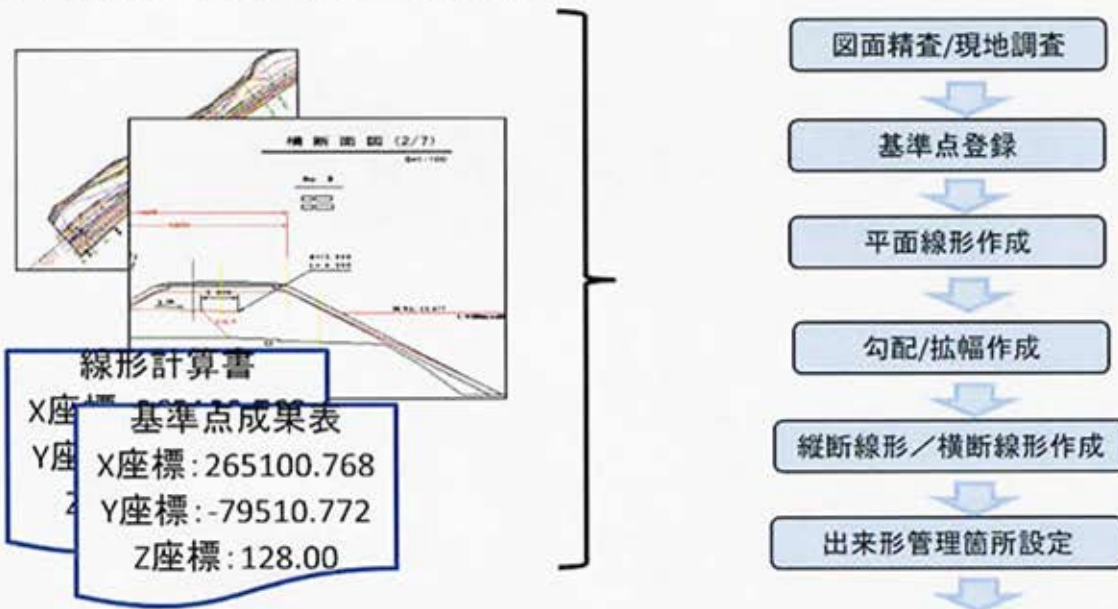 横断面図 (2/7)
線形計算書
X座標
Y座
基準点成果表
X座標:265100.768
Y座標:-79510.772
Z座標:128.00
図面精査/現地調査
基準点登録
平面線形作成
勾配/拡幅作成
縦断線形/横断線形作成
出来形管理箇所設定